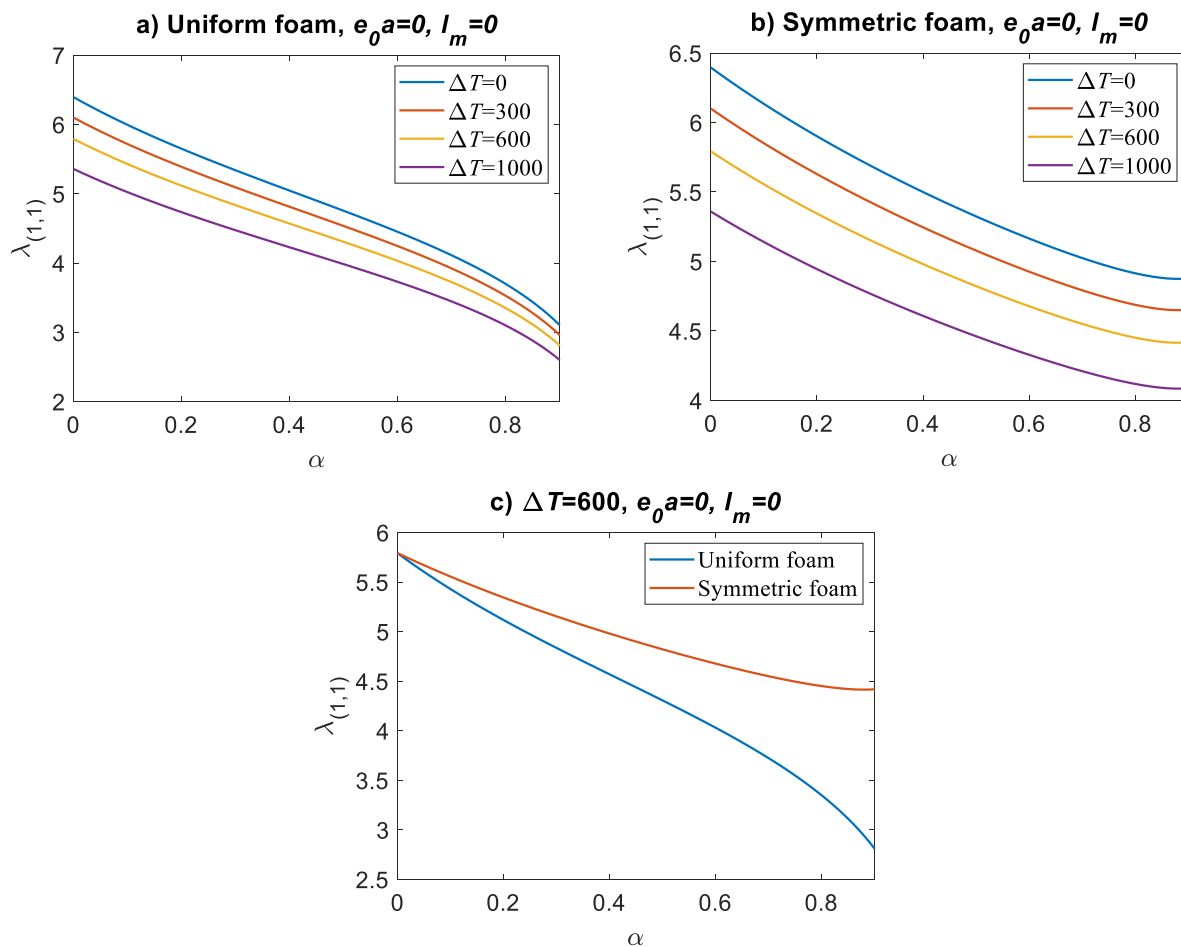 a) Uniform foam, e0a=0, lm=0
7
6
5
4
3
2
0
0.2
0.4
0.6
0.8
λ(1,1)
α
ΔT=0
ΔT=300
ΔT=600
ΔT=1000
b) Symmetric foam, e0a=0, lm=0
6.5
6
5.5
5
4.5
4
0
0.2
0.4
0.6
0.8
λ(1,1)
α
ΔT=0
ΔT=300
ΔT=600
ΔT=1000
c) ΔT=600, e0a=0, lm=0
6
5.5
5
4.5
4
3.5
3
2.5
0
0.2
0.4
0.6
0.8
λ(1,1)
α
Uniform foam
Symmetric foam